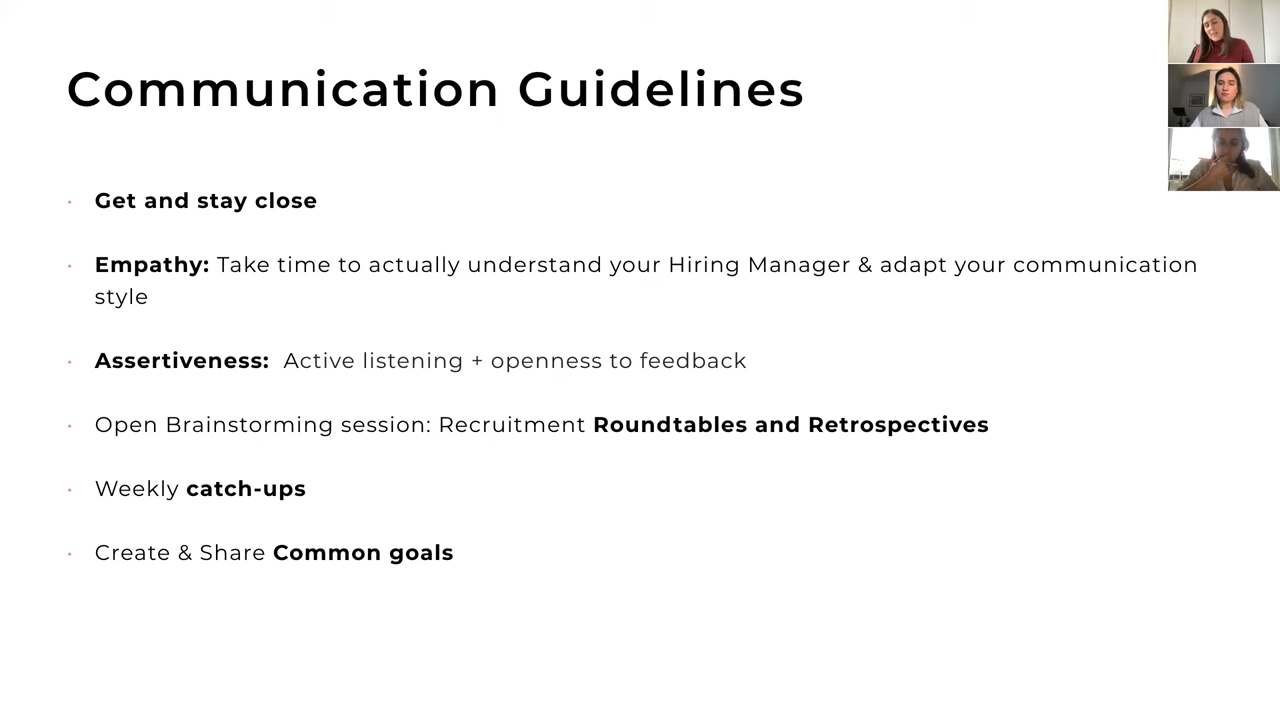 Communication Guidelines
· Get and stay close
· Empathy: Take time to actually understand your Hiring Manager & adapt your communication
style
· Assertiveness: Active listening + openness to feedback
· Open Brainstorming session: Recruitment Roundtables and Retrospectives
· Weekly catch-ups
· Create & Share Common goals